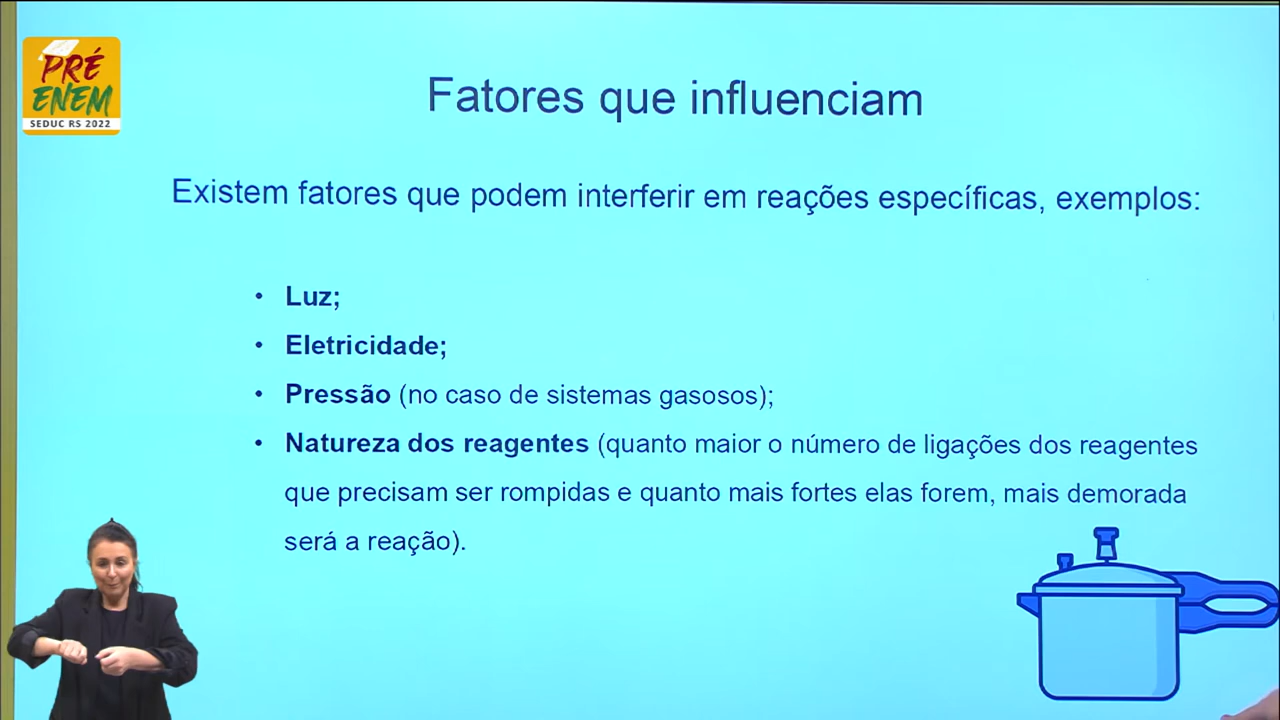 PRÉ
ENEM
SEDUC RS 2022
Fatores que influenciam
Existem fatores que podem interferir em reações específicas, exemplos:
• Luz;
• Eletricidade;
• Pressão (no caso de sistemas gasosos);
• Natureza dos reagentes (quanto maior o número de ligações dos reagentes
que precisam ser rompidas e quanto mais fortes elas forem, mais demorada
será a reação).